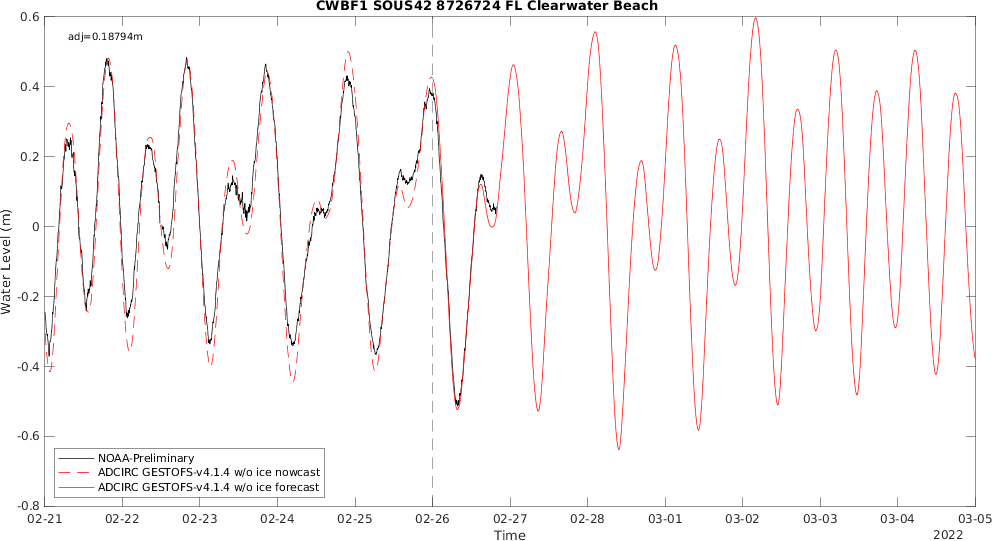 CWBF1 SOUS42 8726724 FL Clearwater Beach
adj=0.18794m
0.6
0.4
0.2
0
-0.2
-0.4
-0.6
-0.8
Water Level (m)
NOAA-Preliminary
ADCIRC GESTOFS-v4.1.4 w/o ice nowcast
ADCIRC GESTOFS-v4.1.4 w/o ice forecast
02-21 02-22 02-23 02-24 02-25 02-26 02-27 02-28 03-01 03-02 03-03 03-04 03-05
Time
2022